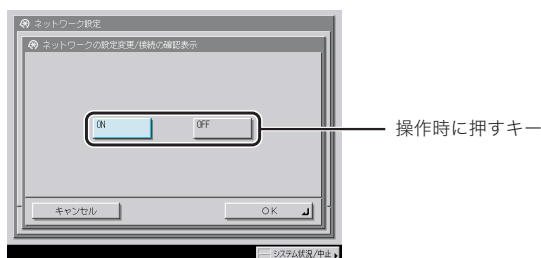 ネットワーク設定
ネットワークの設定変更/接続の確認表示
ON
OFF
操作時に押すキー
キャンセル
OK
システム状況/中止